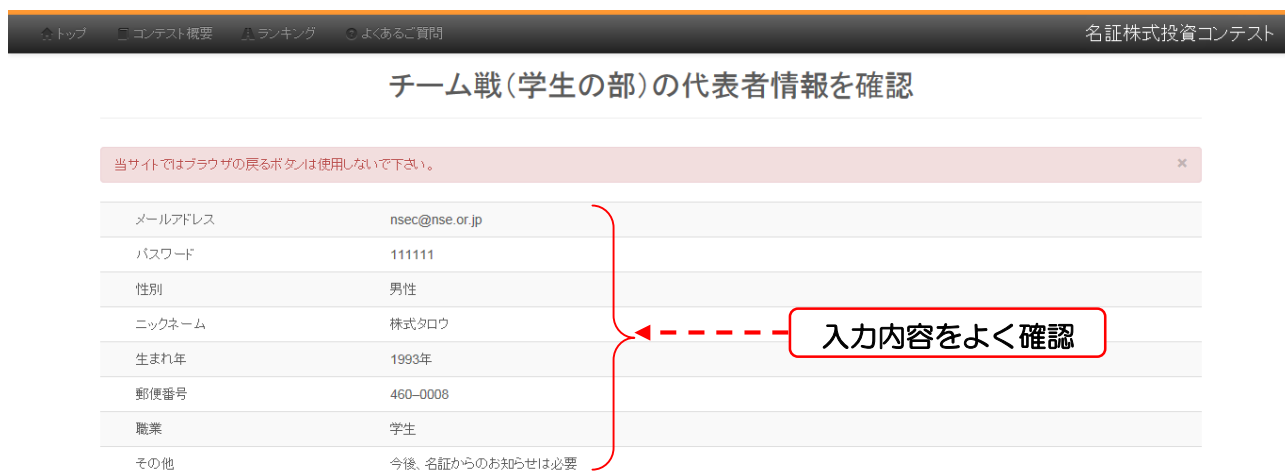 トップ コンテスト概要 ランキング よくあるご質問 名証株式投資コンテスト
チーム戦(学生の部)の代表者情報を確認
当サイトではブラウザの戻るボタンは使用しないで下さい。 ×
メールアドレス nsec@nse.or.jp
パスワード 111111
性別 男性
ニックネーム 株式タロウ
入力内容をよく確認
生まれ年 1993年
郵便番号 460–0008
職業 学生
その他 今後、名証からのお知らせは必要